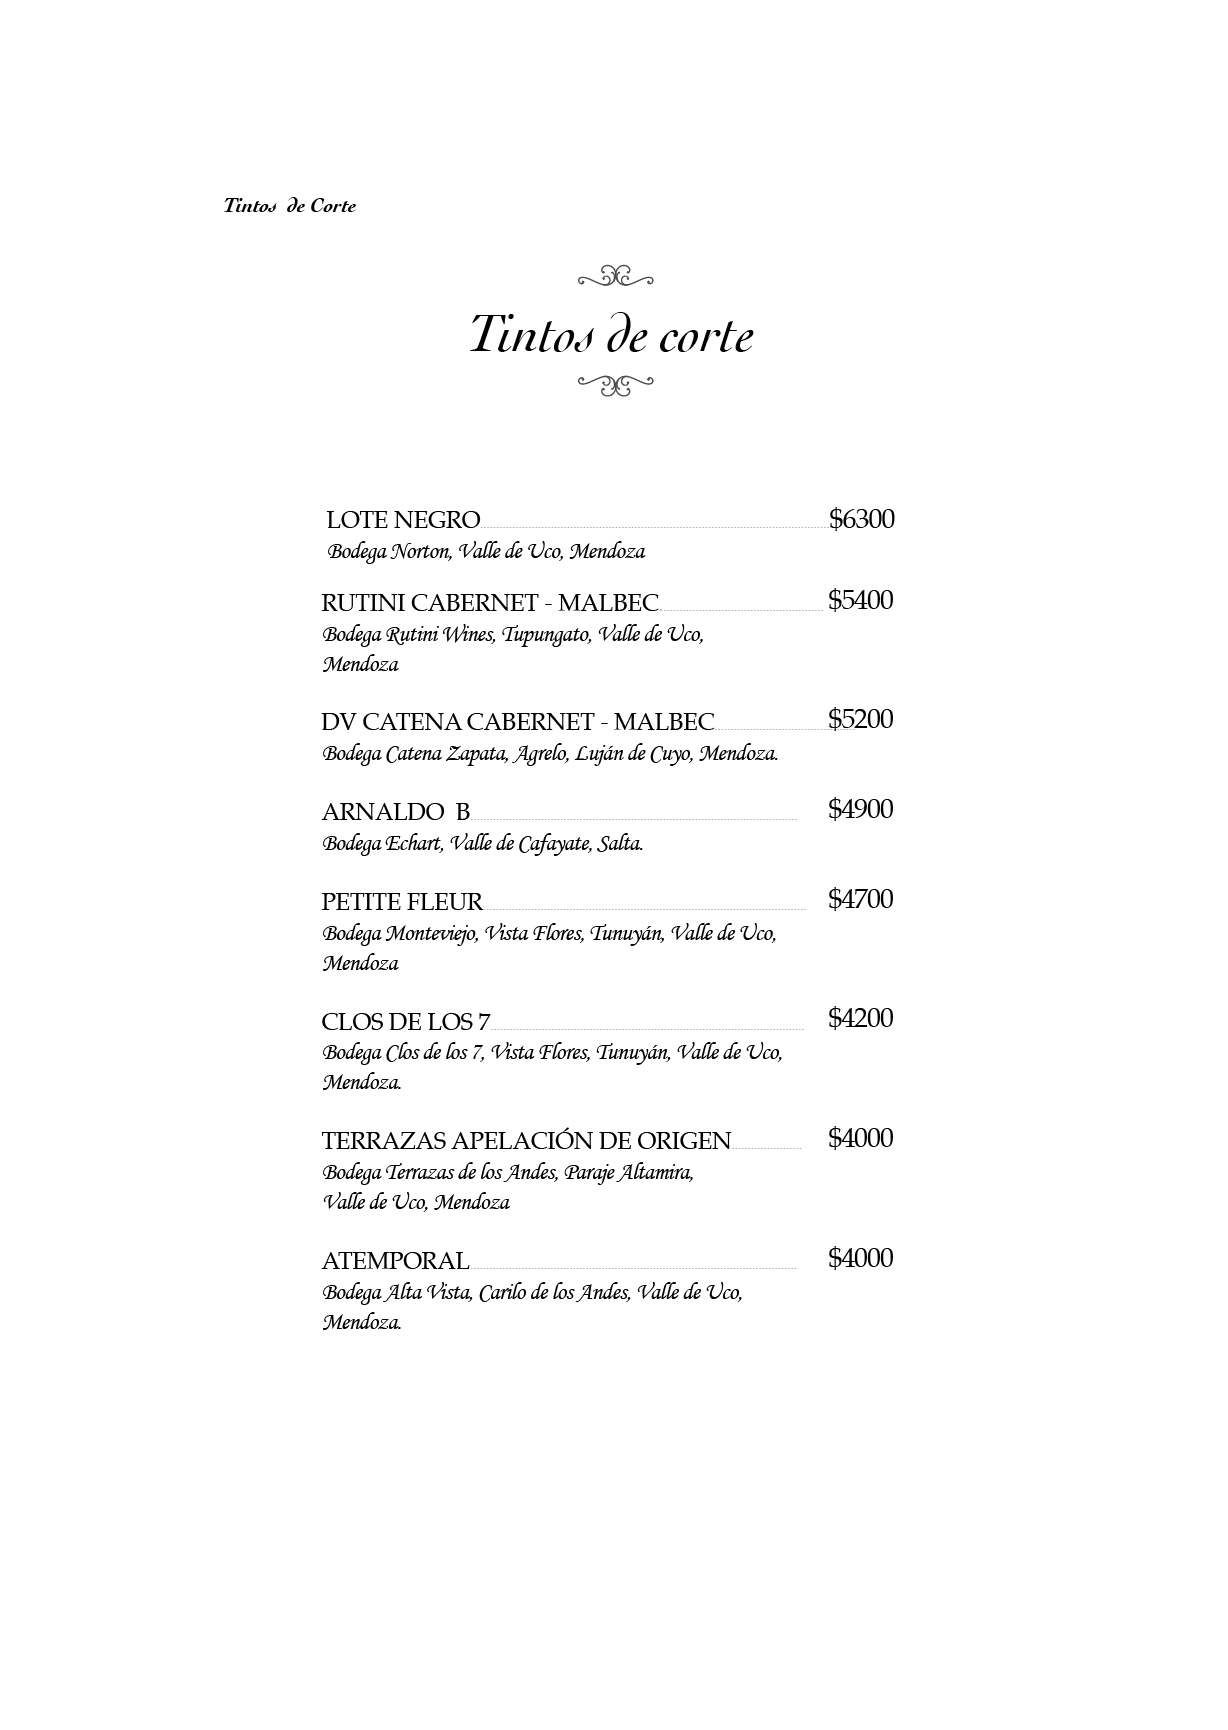 Tintos de Corte
Tintos de corte
LOTE NEGRO $6300
Bodega Norton, Valle de Uco, Mendoza
RUTINI CABERNET - MALBEC $5400
Bodega Rutini Wines, Tupungato, Valle de Uco,
Mendoza
DV CATENA CABERNET - MALBEC $5200
Bodega Catena Zapata, Agrelo, Luján de Cuyo, Mendoza.
ARNALDO B $4900
Bodega Echart, Valle de Cafayate, Salta.
PETITE FLEUR $4700
Bodega Monteviejo, Vista Flores, Tunuyán, Valle de Uco,
Mendoza
CLOS DE LOS 7 $4200
Bodega Clos de los 7, Vista Flores, Tunuyán, Valle de Uco,
Mendoza.
TERRAZAS APELACIÓN DE ORIGEN $4000
Bodega Terrazas de los Andes, Paraje Altamira,
Valle de Uco, Mendoza
ATEMPORAL $4000
Bodega Alta Vista, Carilo de los Andes, Valle de Uco,
Mendoza.